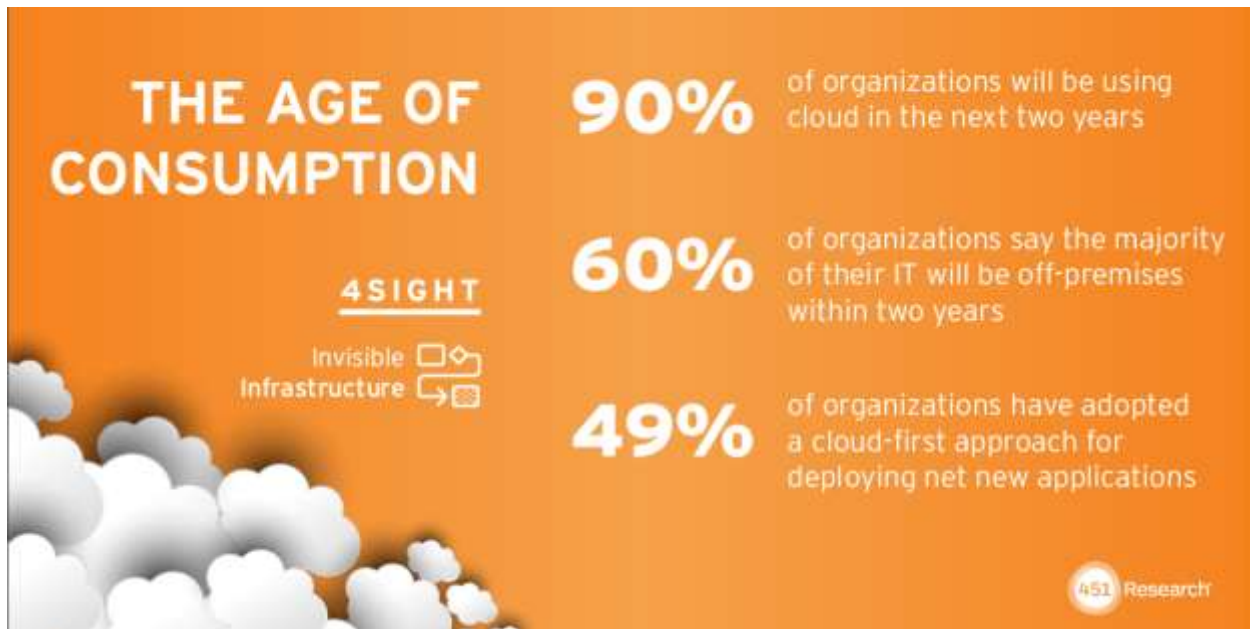 THE AGE OF
CONSUMPTION
4SIGHT
Invisible
Infrastructure
90%
of organizations will be using
cloud in the next two years
60%
of organizations say the majority
of their IT will be off-premises
within two years
49%
of organizations have adopted
a cloud-first approach for
deploying net new applications
451 Research